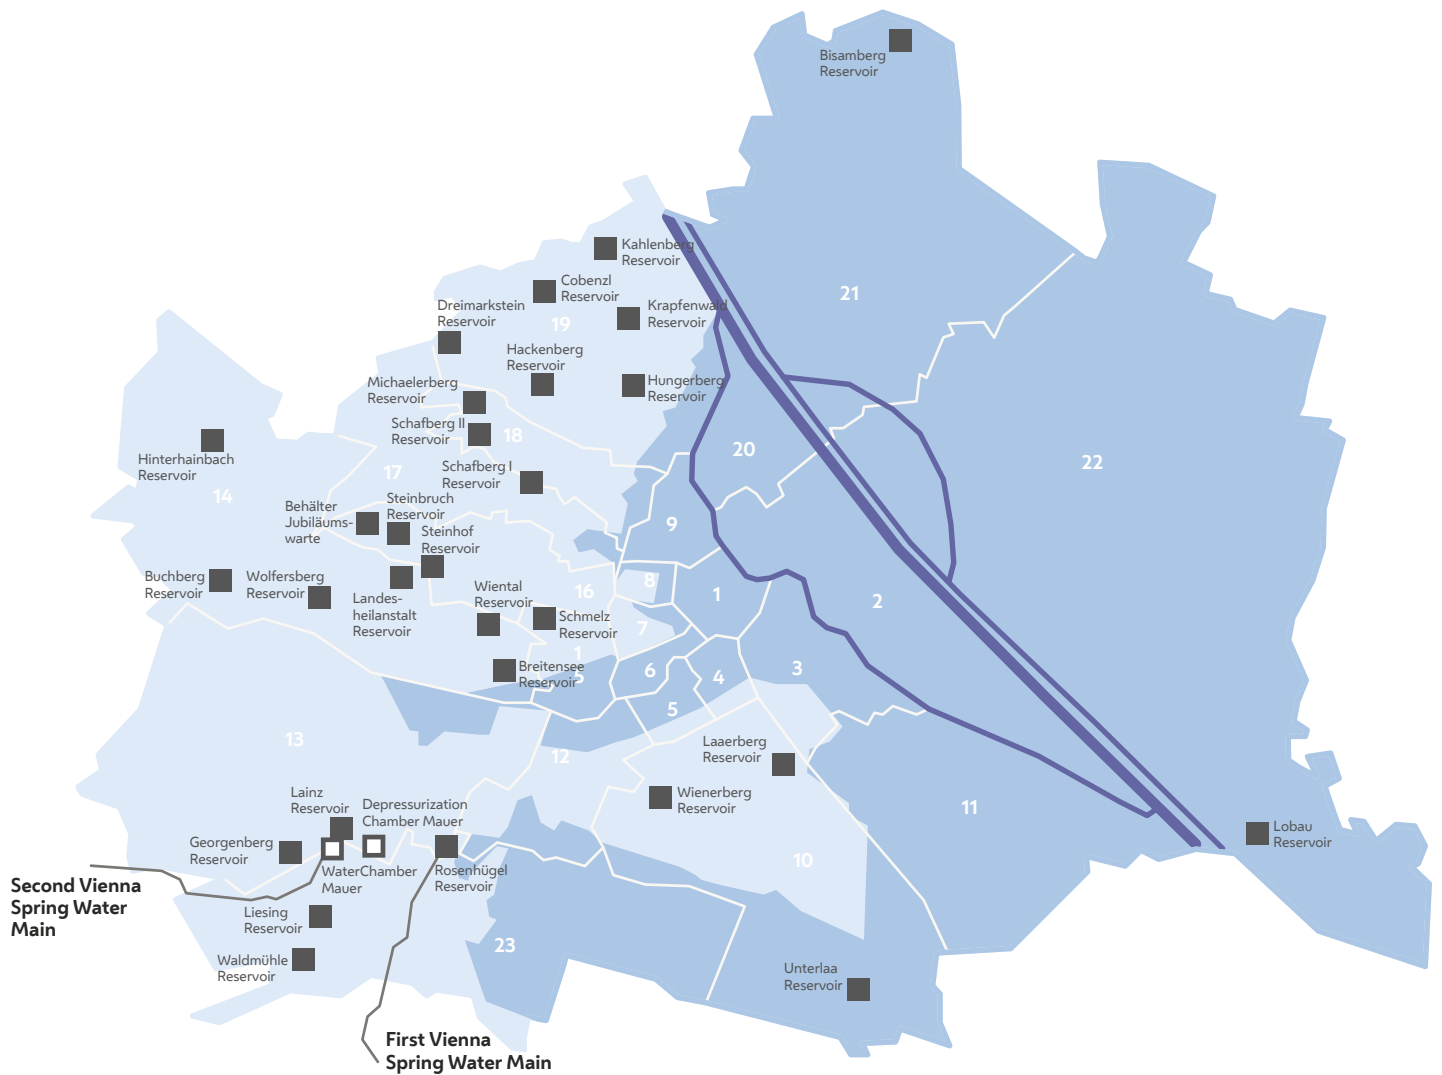 Bisamberg
Reservoir
Kahlenberg
Reservoir
Cobenzl
Reservoir
21
Dreimarkstein
Reservoir
Krapfenwald
Reservoir
19
Hackenberg
Reservoir
Michaelerberg
Reservoir
Hungerberg
Reservoir
Schafberg II
Reservoir
18
20
22
Hinterhainbach
Reservoir
17
Schafberg I
Reservoir
14
Behälter
Jubiläums-
warte
Steinbruch
Reservoir
9
Steinhof
Reservoir
Buchberg
Reservoir
Wolfersberg
Reservoir
Landes-
heilanstalt
Reservoir
Wiental
Reservoir
16
8
1
2
Schmelz
Reservoir
7
1
5
Breitensee
Reservoir
6
4
3
5
13
12
Laaerberg
Reservoir
Wienerberg
Reservoir
11
Lainz
Reservoir
Depressurization
Chamber Mauer
Georgenberg
Reservoir
WaterChamber
Mauer
Rosenhügel
Reservoir
10
Lobau
Reservoir
Second Vienna
Spring Water
Main
Liesing
Reservoir
23
Waldmühle
Reservoir
Unterlaa
Reservoir
First Vienna
Spring Water Main